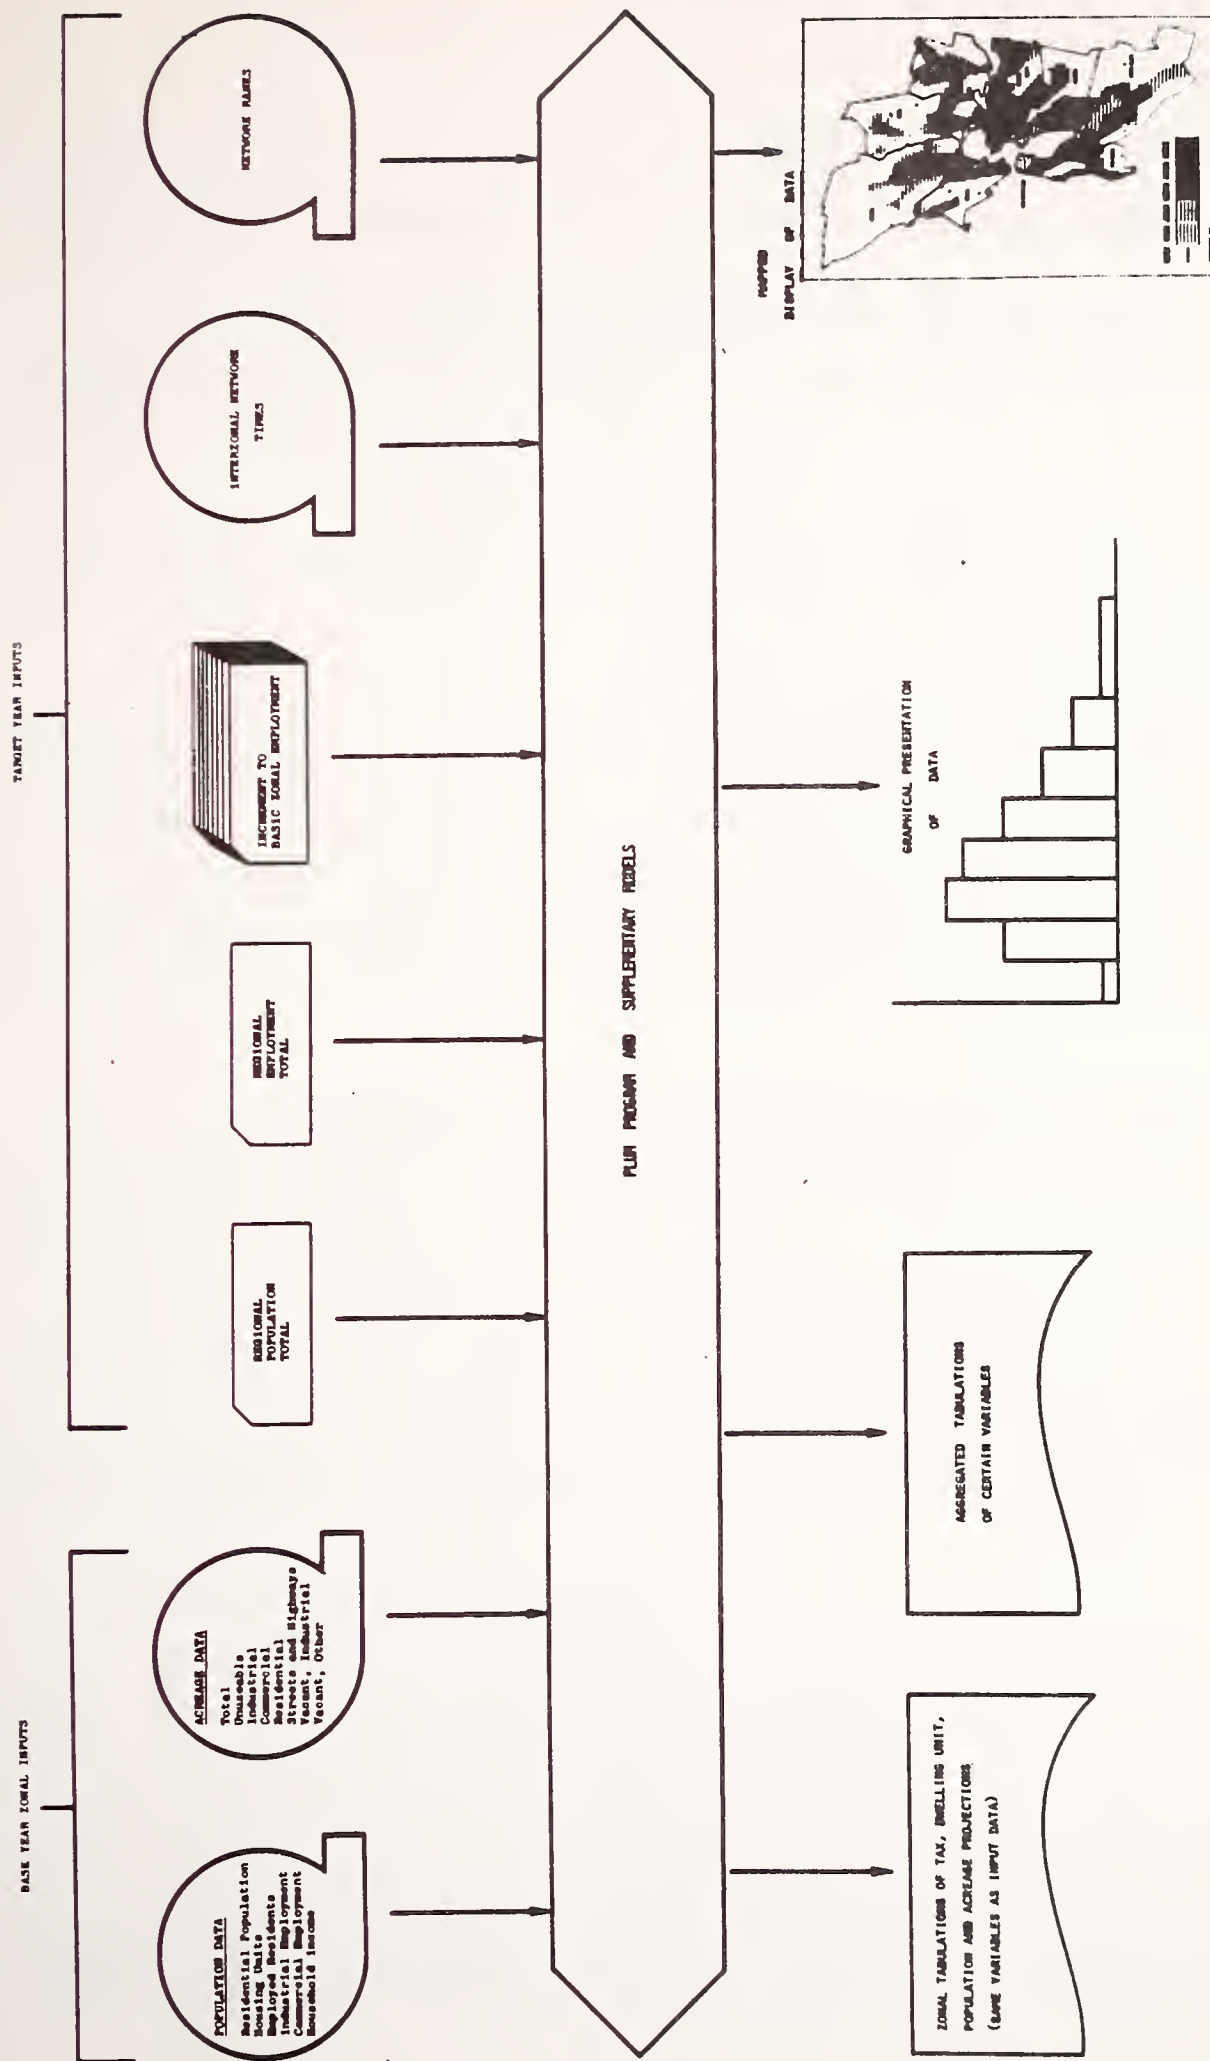 BASE YEAR ZONAL INPUTS
TARGET YEAR INPUTS
POPULATION DATA
Residential Population
Housing Units
Employed Residents
Industrial Employment
Commercial Employment
Household Income
ACREAGE DATA
Total
Unuseable
Industrial
Commercial
Residential
Streets and Highways
Vacant, Industrial
Vacant, Other
REGIONAL
POPULATION
TOTAL
REGIONAL
EMPLOYMENT
TOTAL
INCREMENT TO
BASIC ZONAL EMPLOYMENT
INTERZONAL NETWORK
TIMES
NETWORK RANKS
PLUM PROGRAM AND SUPPLEMENTARY MODELS
ZONAL TABULATIONS OF TAX, DWELLING UNIT,
POPULATION AND ACREAGE PROJECTIONS
(SAME VARIABLES AS INPUT DATA)
AGGREGATED TABULATIONS
OF CERTAIN VARIABLES
GRAPHICAL PRESENTATION
OF DATA
MAPPED
DISPLAY OF DATA